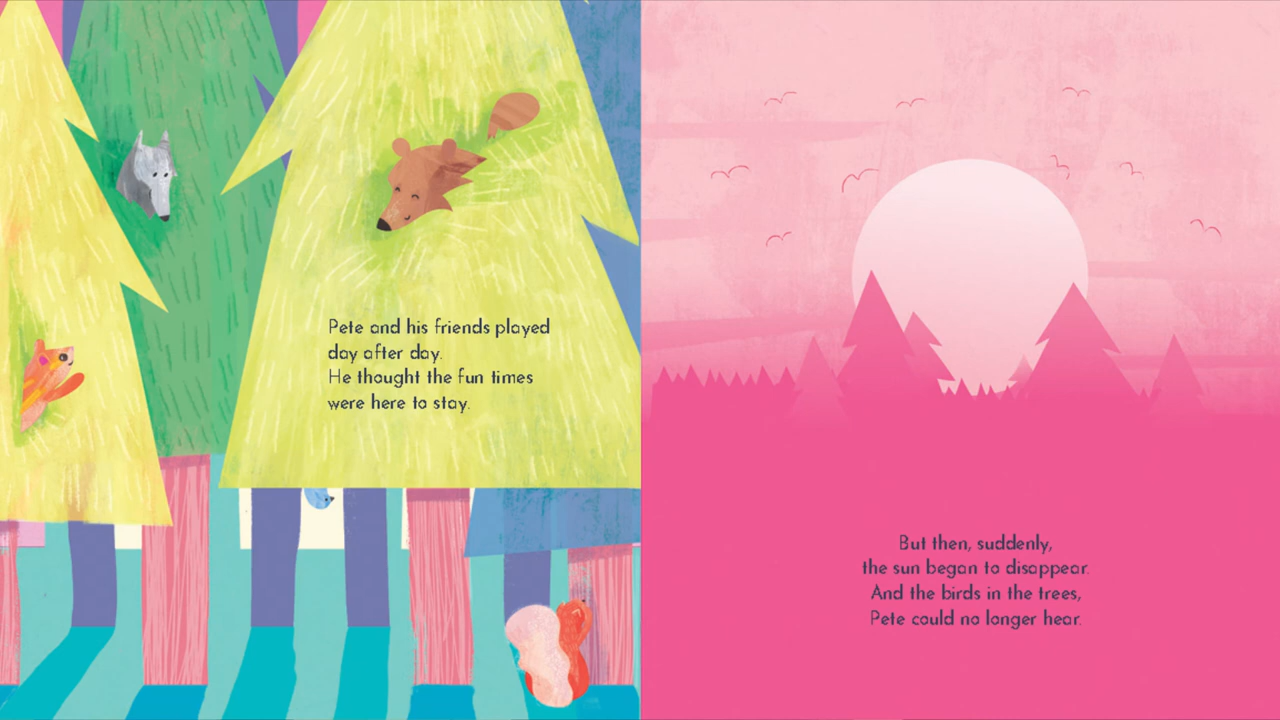 Pete and his friends played
day after day.
He thought the fun times
were here to stay.
But then, suddenly,
the sun began to disappear.
And the birds in the trees,
Pete could no longer hear.